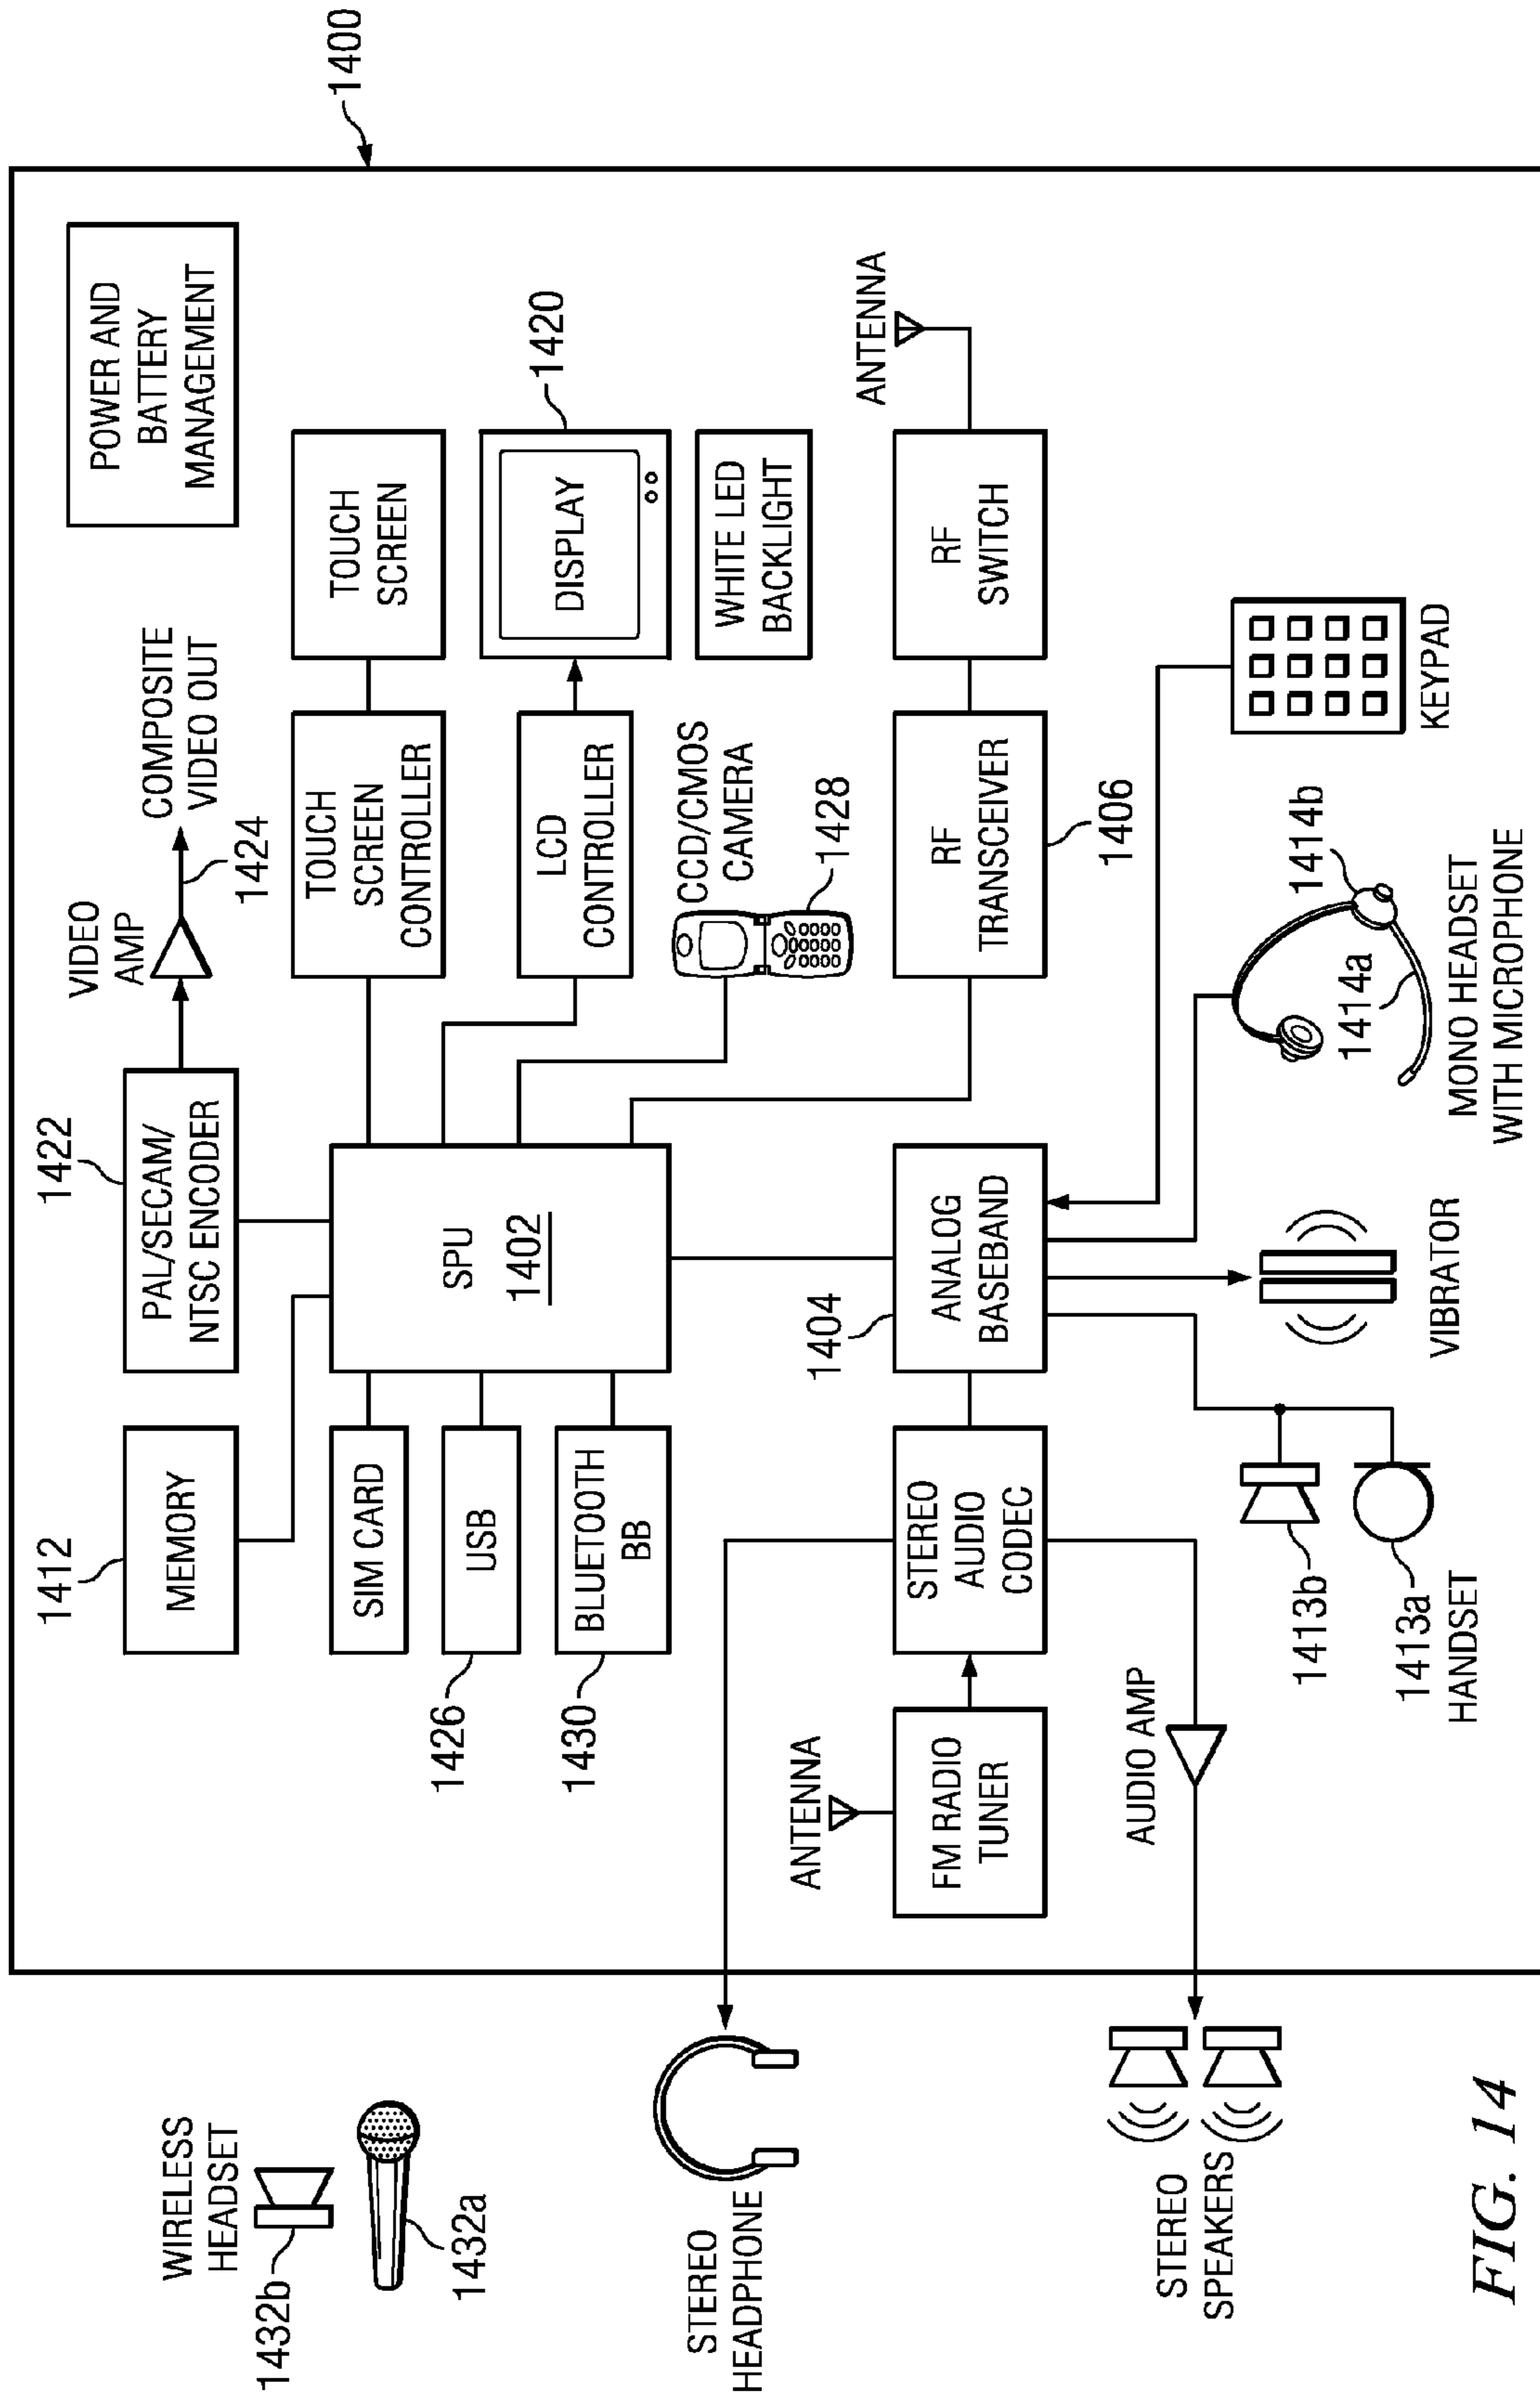 1400
POWER AND
BATTERY
MANAGEMENT
1412
MEMORY
1422
PAL/SECAM/
NTSC ENCODER
VIDEO
AMP
1424
COMPOSITE
VIDEO OUT
WIRELESS
HEADSET
1432b
1432a
SIM CARD
USB
1426
BLUETOOTH
BB
1430
SPU
1402
TOUCH
SCREEN
CONTROLLER
TOUCH
SCREEN
LCD
CONTROLLER
DISPLAY
1420
CCD/CMOS
CAMERA
1428
WHITE LED
BACKLIGHT
STEREO
HEADPHONE
ANTENNA
FM RADIO
TUNER
STEREO
AUDIO
CODEC
1404
ANALOG
BASEBAND
RF
TRANSCEIVER
1406
RF
SWITCH
ANTENNA
STEREO
SPEAKERS
AUDIO AMP
1413b
1413a
HANDSET
VIBRATOR
1414a
1414b
MONO HEADSET
WITH MICROPHONE
KEYPAD
FIG. 14